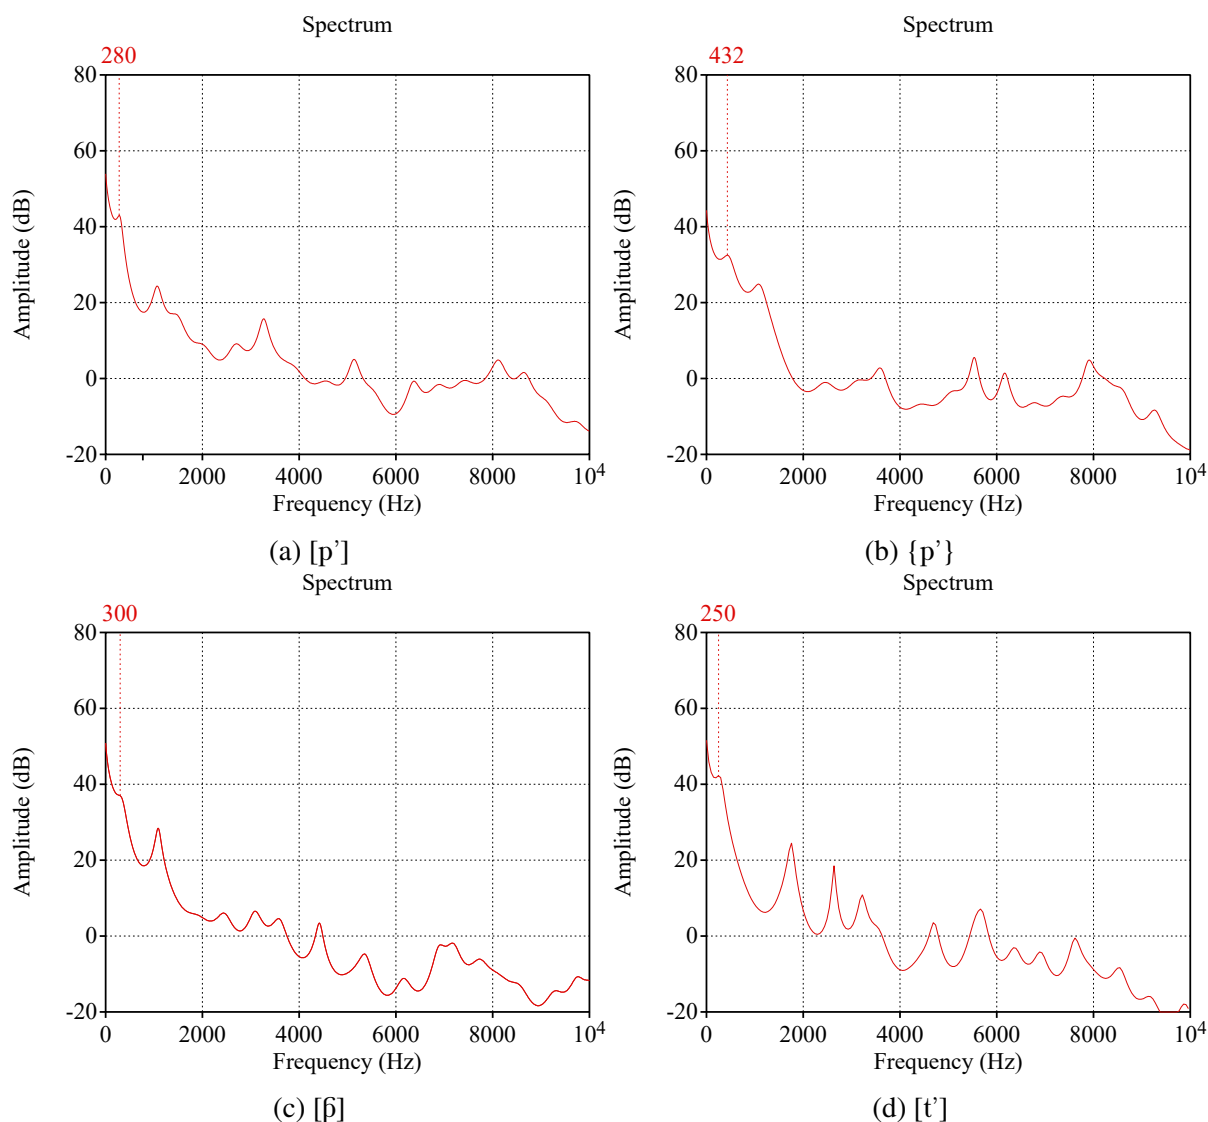 Spectrum
280
80
60
40
20
0
-20
Amplitude (dB)
0 2000 4000 6000 8000 10⁴
Frequency (Hz)
(a) [p’]
Spectrum
432
80
60
40
20
0
-20
Amplitude (dB)
0 2000 4000 6000 8000 10⁴
Frequency (Hz)
(b) {p’}
Spectrum
300
80
60
40
20
0
-20
Amplitude (dB)
0 2000 4000 6000 8000 10⁴
Frequency (Hz)
(c) [ƥ]
Spectrum
250
80
60
40
20
0
-20
Amplitude (dB)
0 2000 4000 6000 8000 10⁴
Frequency (Hz)
(d) [t’]